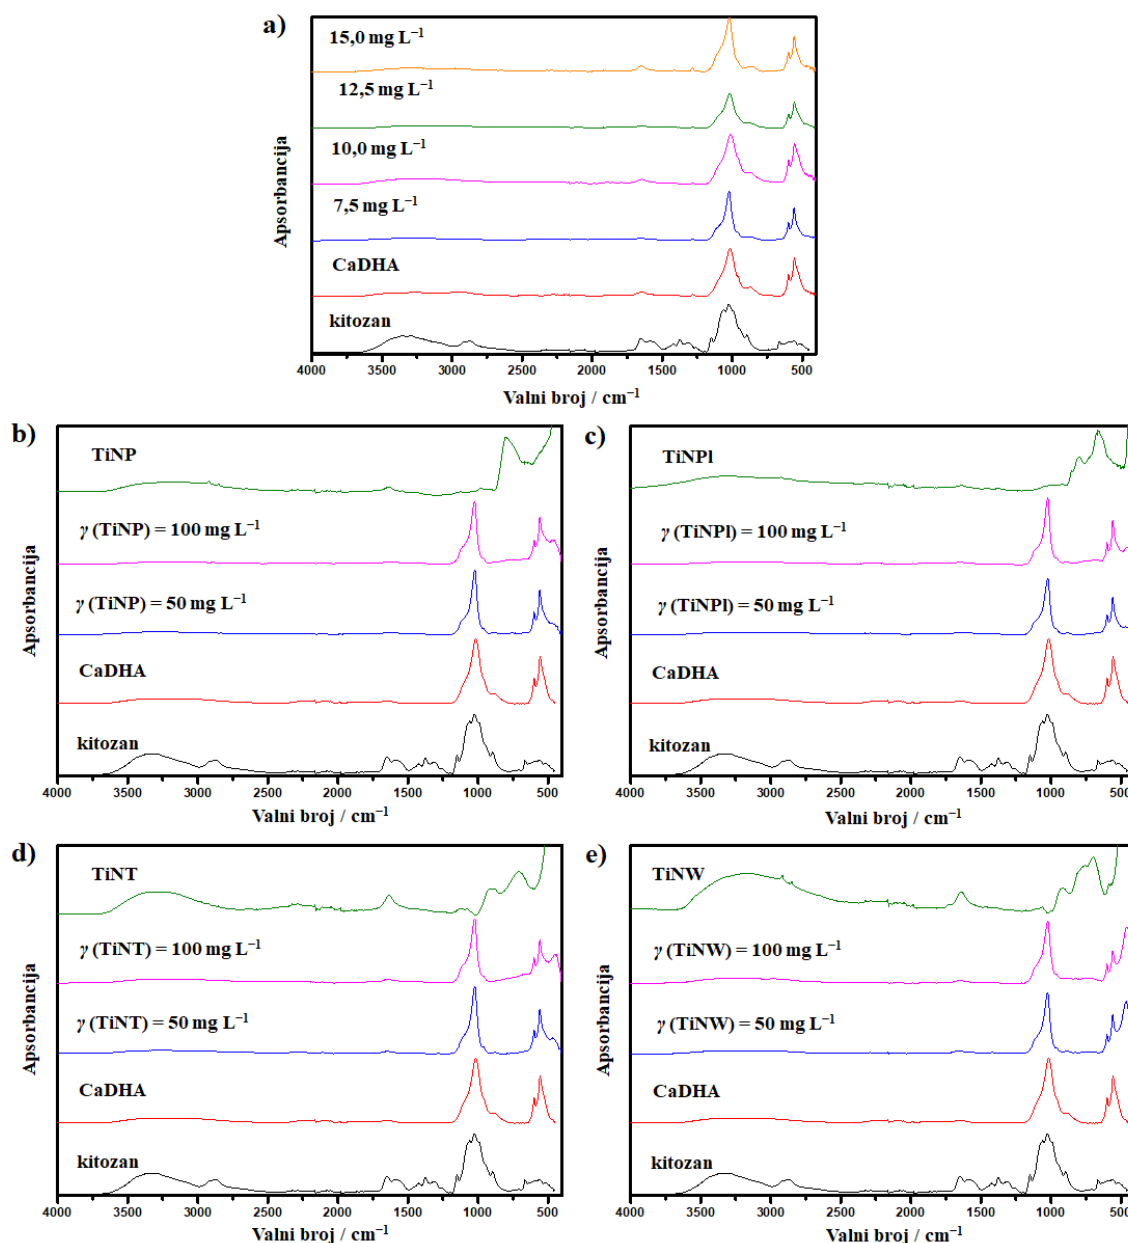 a)
15,0 mg L⁻¹
12,5 mg L⁻¹
10,0 mg L⁻¹
7,5 mg L⁻¹
CaDHA
kitozan
Apsorbancija
4000 3500 3000 2500 2000 1500 1000 500
Valni broj / cm⁻¹
b)
TiNP
γ (TiNP) = 100 mg L⁻¹
γ (TiNP) = 50 mg L⁻¹
CaDHA
kitozan
Apsorbancija
4000 3500 3000 2500 2000 1500 1000 500
Valni broj / cm⁻¹
c)
TiNPl
γ (TiNPl) = 100 mg L⁻¹
γ (TiNPl) = 50 mg L⁻¹
CaDHA
kitozan
Apsorbancija
4000 3500 3000 2500 2000 1500 1000 500
Valni broj / cm⁻¹
d)
TiNT
γ (TiNT) = 100 mg L⁻¹
γ (TiNT) = 50 mg L⁻¹
CaDHA
kitozan
Apsorbancija
4000 3500 3000 2500 2000 1500 1000 500
Valni broj / cm⁻¹
e)
TiNW
γ (TiNW) = 100 mg L⁻¹
γ (TiNW) = 50 mg L⁻¹
CaDHA
kitozan
Apsorbancija
4000 3500 3000 2500 2000 1500 1000 500
Valni broj / cm⁻¹